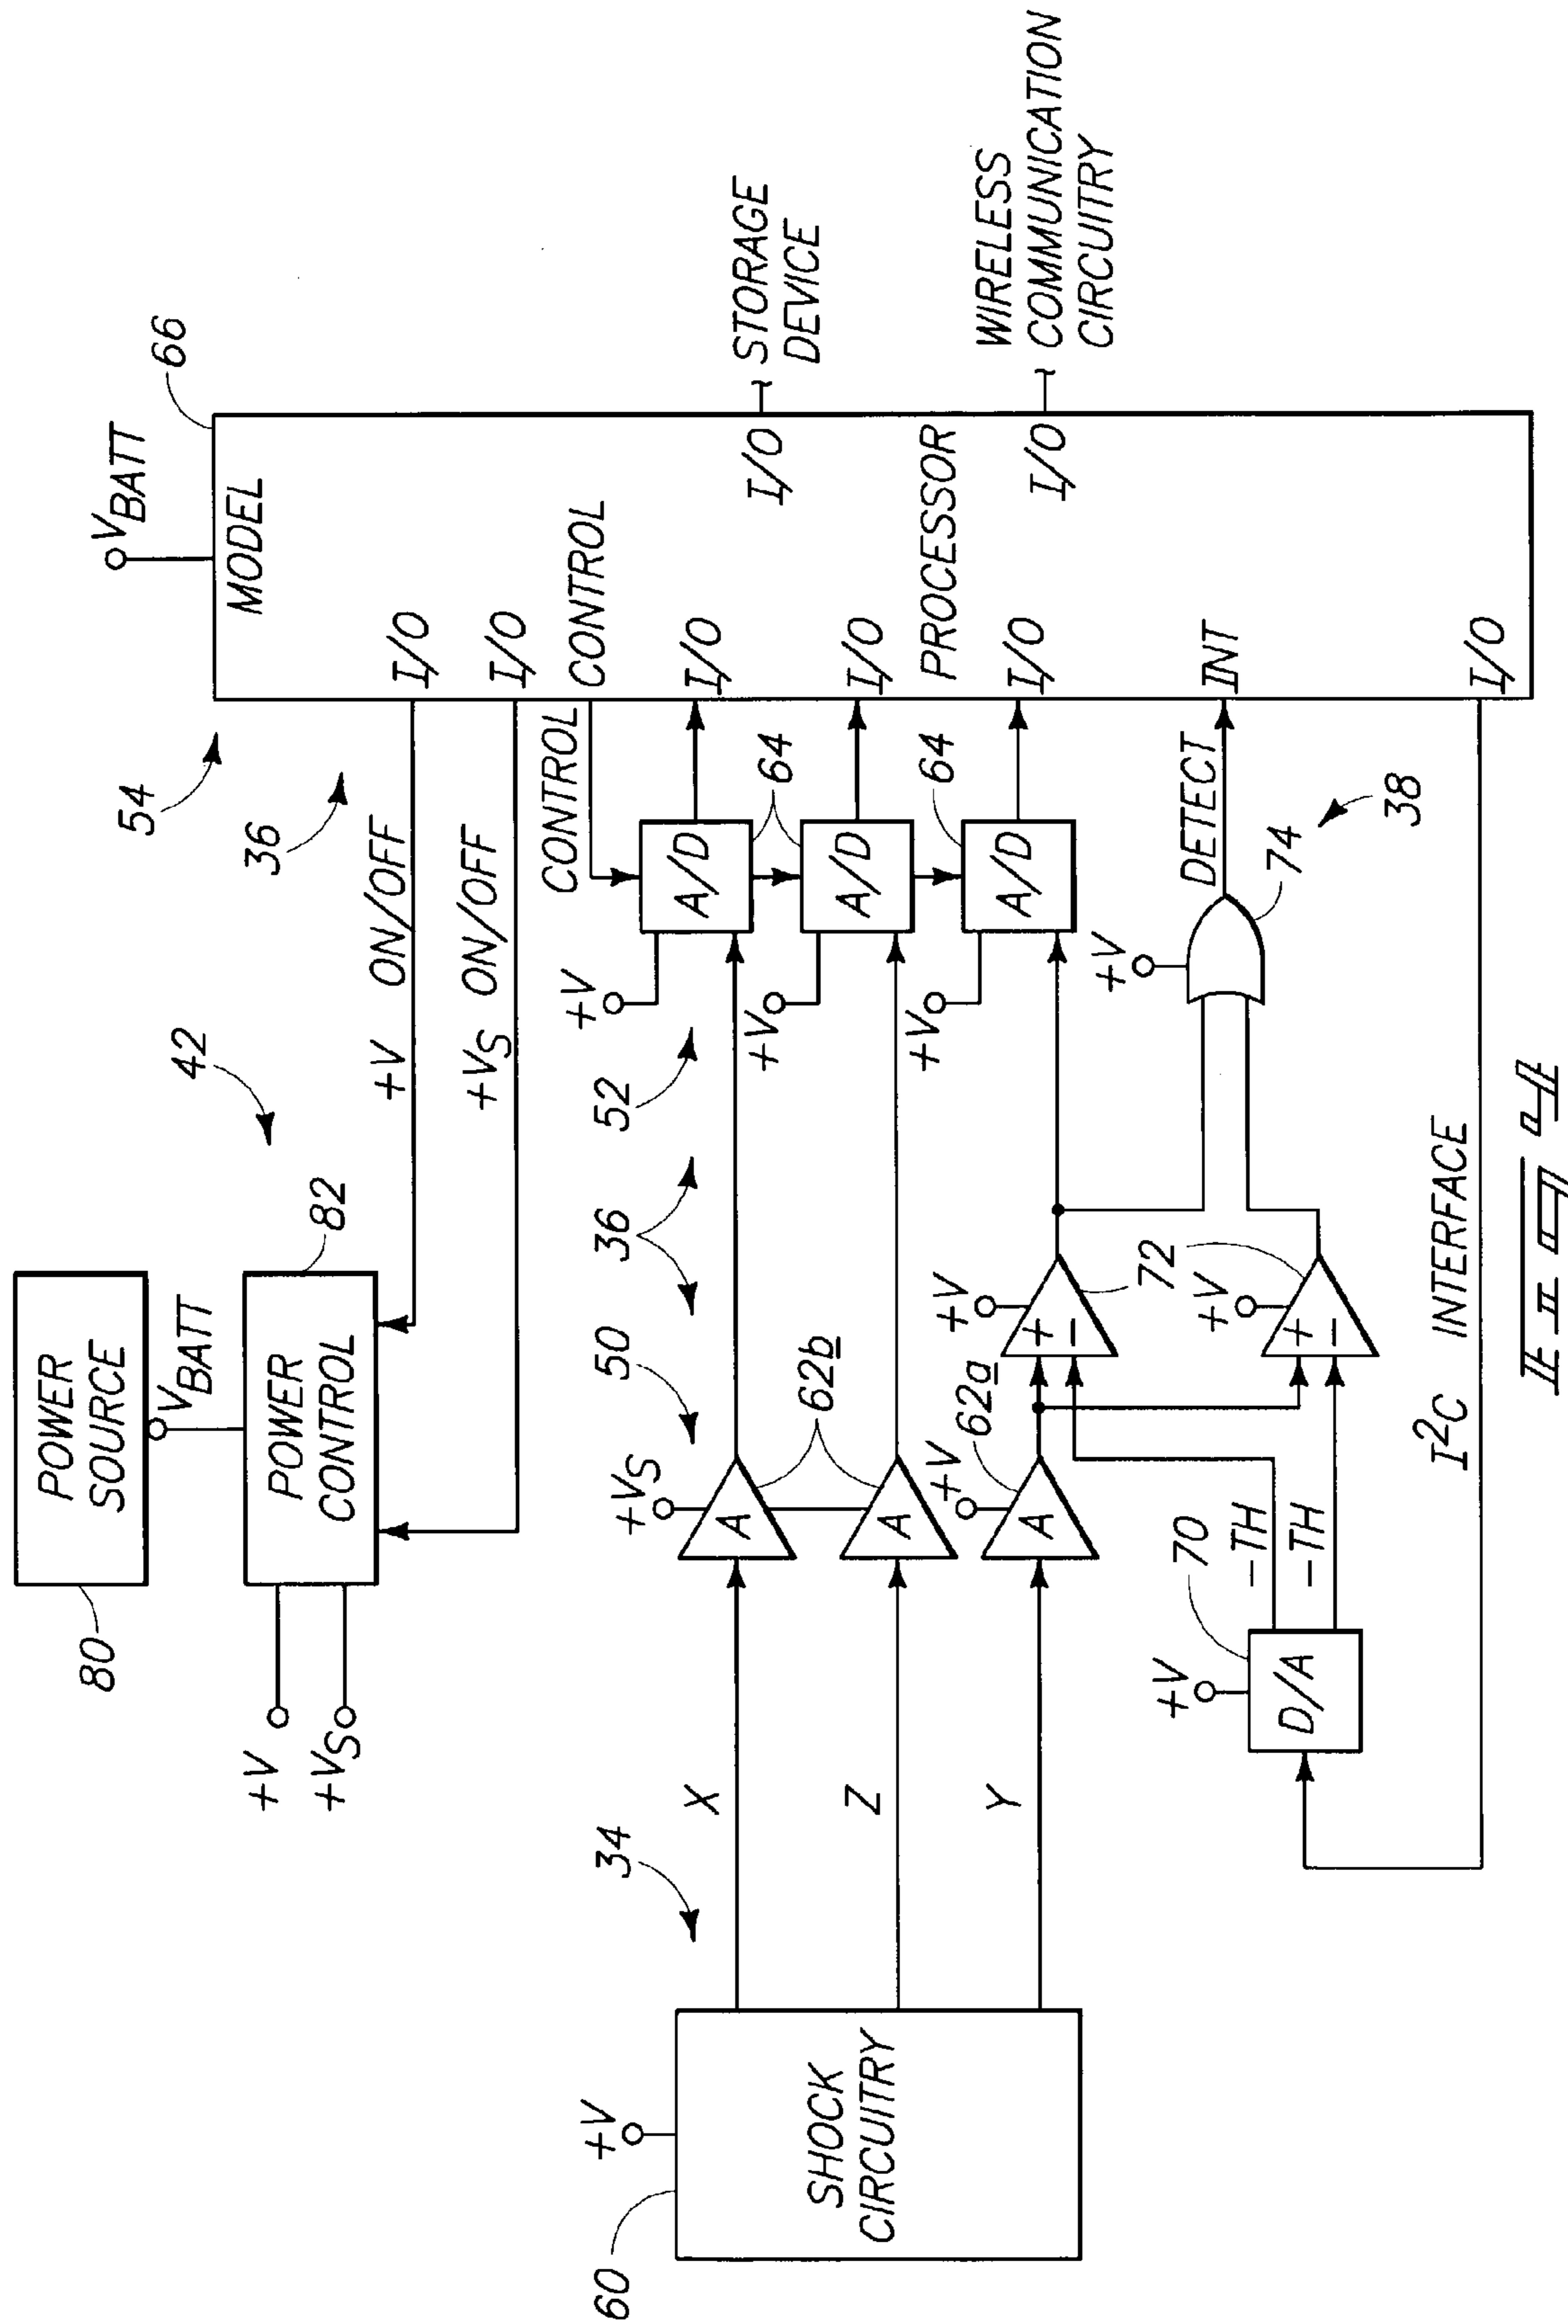 80
POWER
SOURCE
VBATT
42
POWER
CONTROL
82
+V
+VS
+V ON/OFF
+VS ON/OFF
54
36
VBATT
66
MODEL
I/O
I/O
CONTROL
CONTROL
I/O
I/O
PROCESSOR
I/O
INT
I/O
I/O
STORAGE
DEVICE
I/O
WIRELESS
COMMUNICATION
CIRCUITRY
34
50
36
52
+V
60
SHOCK
CIRCUITRY
X
Z
Y
+VS
A
A
62b
+V
A
62a
+V
A/D
+V
A/D
64
+V
A/D
64
+V
+
−
72
+V
+
−
+V
74
DETECT
38
+V
70
D/A
−TH
−TH
I2C INTERFACE
FIG 4